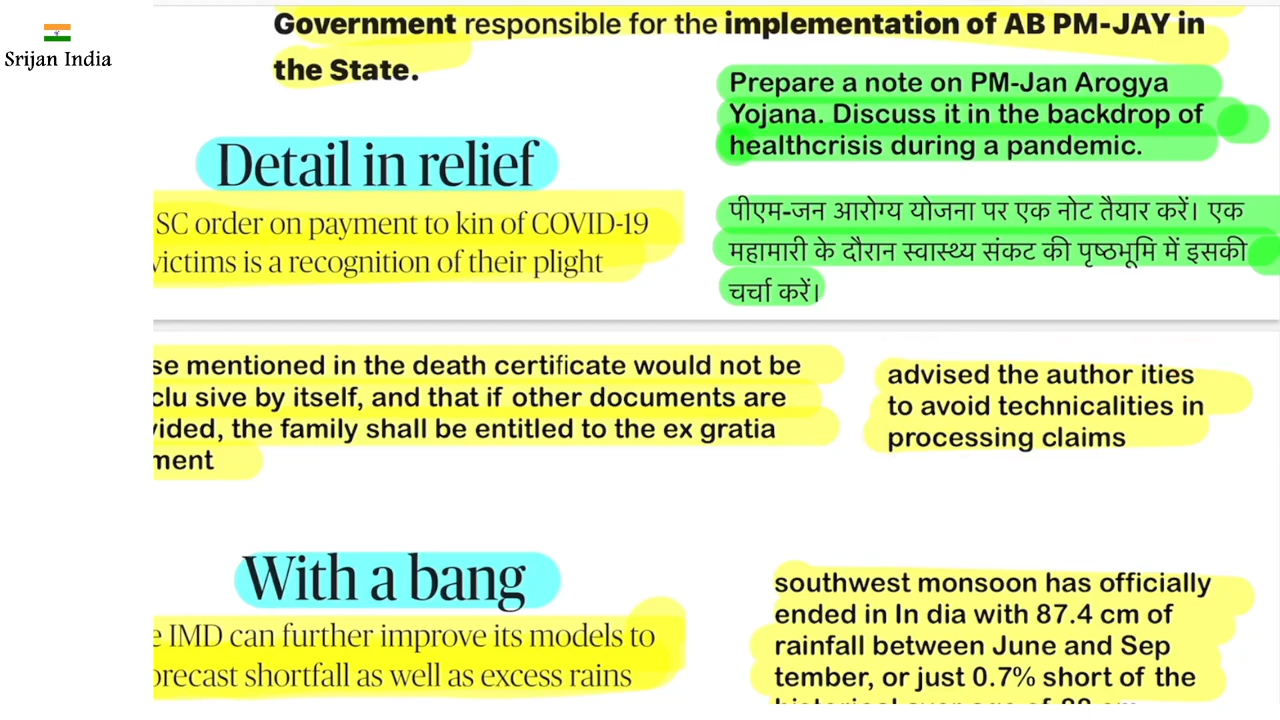 Government responsible for the implementation of AB PM-JAY in
the State.
Srijan India
Prepare a note on PM-Jan Arogya
Yojana. Discuss it in the backdrop of
healthcrisis during a pandemic.
Detail in relief
SC order on payment to kin of COVID-19
victims is a recognition of their plight
पीएम-जन आरोग्य योजना पर एक नोट तैयार करें। एक
महामारी के दौरान स्वास्थ्य संकट की पृष्ठभूमि में इसकी
चर्चा करें।
se mentioned in the death certificate would not be
clu sive by itself, and that if other documents are
vided, the family shall be entitled to the ex gratia
ment
advised the author ities
to avoid technicalities in
processing claims
With a bang
e IMD can further improve its models to
orecast shortfall as well as excess rains
southwest monsoon has officially
ended in In dia with 87.4 cm of
rainfall between June and Sep
tember, or just 0.7% short of the